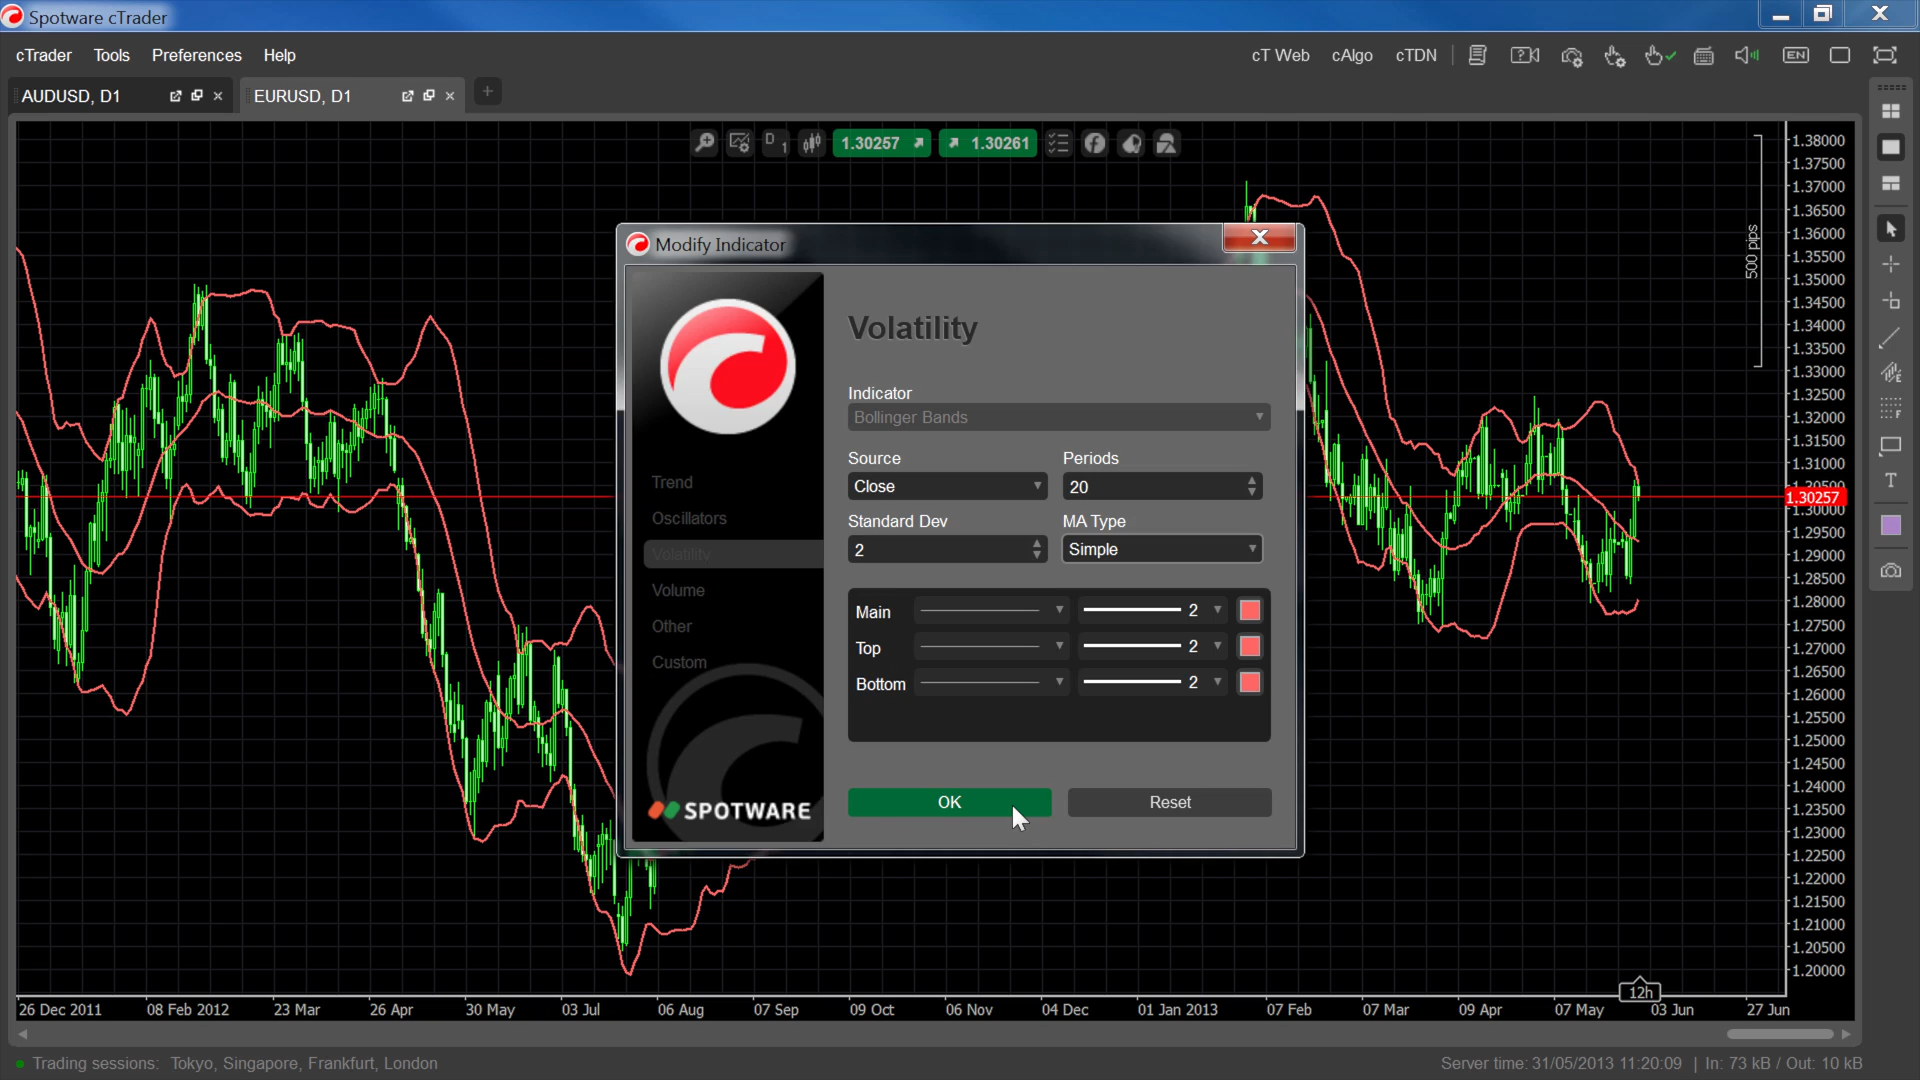 Spotware cTrader
cTrader Tools Preferences Help
cT Web cAlgo cTDN EN
AUDUSD, D1
EURUSD, D1
D 1
1.30257
1.30261
500 pips
Modify Indicator
SPOTWARE
Trend
Oscillators
Volatility
Volume
Other
Custom
Volatility
Indicator
Bollinger Bands
Source Periods
Close 20
Standard Dev MA Type
2 Simple
Main 2
Top 2
Bottom 2
OK Reset
1.38000
1.37500
1.37000
1.36500
1.36000
1.35500
1.35000
1.34500
1.34000
1.33500
1.33000
1.32500
1.32000
1.31500
1.31000
1.30500
1.30257
1.30000
1.29500
1.29000
1.28500
1.28000
1.27500
1.27000
1.26500
1.26000
1.25500
1.25000
1.24500
1.24000
1.23500
1.23000
1.22500
1.22000
1.21500
1.21000
1.20500
1.20000
E
F
T
12h
26 Dec 2011 08 Feb 2012 23 Mar 26 Apr 30 May 03 Jul 06 Aug 07 Sep 09 Oct 06 Nov 04 Dec 01 Jan 2013 07 Feb 07 Mar 09 Apr 07 May 03 Jun 27 Jun
Trading sessions: Tokyo, Singapore, Frankfurt, London
Server time: 31/05/2013 11:20:09 | In: 73 kB / Out: 10 kB